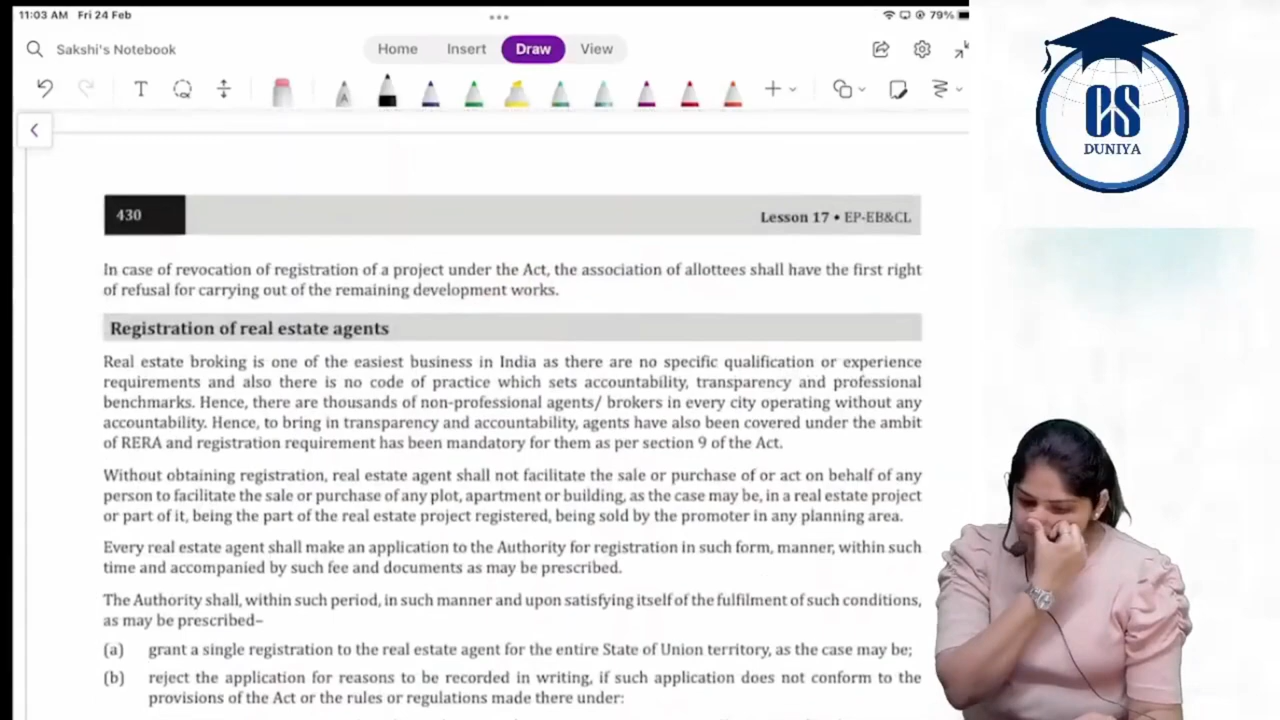 11:03 AM Fri 24 Feb
79%
Sakshi's Notebook
Home Insert Draw View
T
A
CS
DUNIYA
430
Lesson 17 • EP-EB&CL
In case of revocation of registration of a project under the Act, the association of allottees shall have the first right
of refusal for carrying out of the remaining development works.
Registration of real estate agents
Real estate broking is one of the easiest business in India as there are no specific qualification or experience
requirements and also there is no code of practice which sets accountability, transparency and professional
benchmarks. Hence, there are thousands of non-professional agents/ brokers in every city operating without any
accountability. Hence, to bring in transparency and accountability, agents have also been covered under the ambit
of RERA and registration requirement has been mandatory for them as per section 9 of the Act.
Without obtaining registration, real estate agent shall not facilitate the sale or purchase of or act on behalf of any
person to facilitate the sale or purchase of any plot, apartment or building, as the case may be, in a real estate project
or part of it, being the part of the real estate project registered, being sold by the promoter in any planning area.
Every real estate agent shall make an application to the Authority for registration in such form, manner, within such
time and accompanied by such fee and documents as may be prescribed.
The Authority shall, within such period, in such manner and upon satisfying itself of the fulfilment of such conditions,
as may be prescribed–
(a) grant a single registration to the real estate agent for the entire State of Union territory, as the case may be;
(b) reject the application for reasons to be recorded in writing, if such application does not conform to the
provisions of the Act or the rules or regulations made there under: